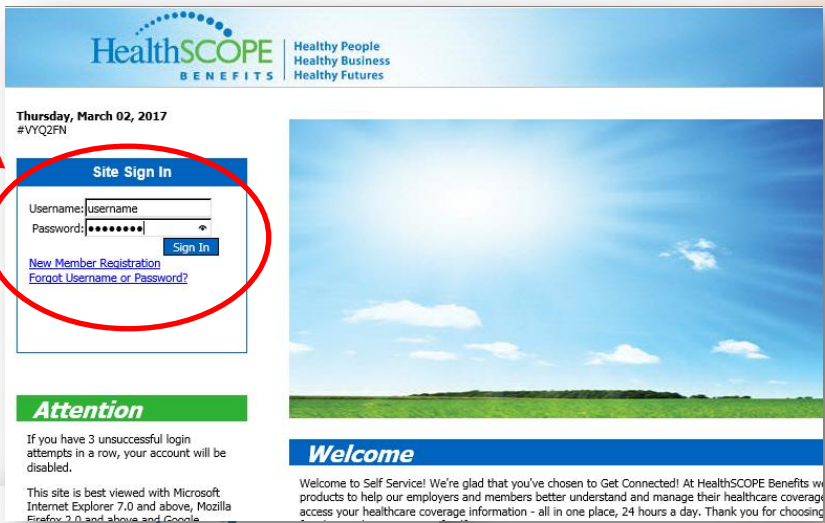 HealthSCOPE
BENEFITS
Healthy People
Healthy Business
Healthy Futures
Thursday, March 02, 2017
#VYQ2FN
Site Sign In
Username: username
Password: ••••••••
Sign In
New Member Registration
Forgot Username or Password?
Attention
If you have 3 unsuccessful login
attempts in a row, your account will be
disabled.
This site is best viewed with Microsoft
Internet Explorer 7.0 and above, Mozilla
Firefox 2.0 and above and Google
Welcome
Welcome to Self Service! We're glad that you've chosen to Get Connected! At HealthSCOPE Benefits we
products to help our employers and members better understand and manage their healthcare coverage
access your healthcare coverage information - all in one place, 24 hours a day. Thank you for choosing